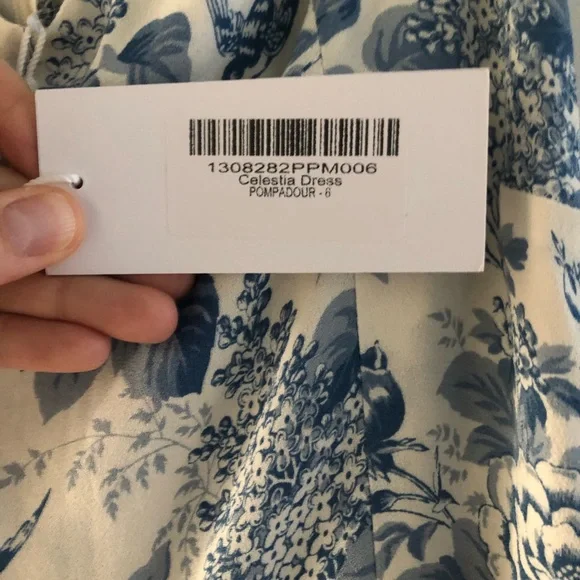 1308282PPM006
Celestia Dress
POMPADOUR - 6